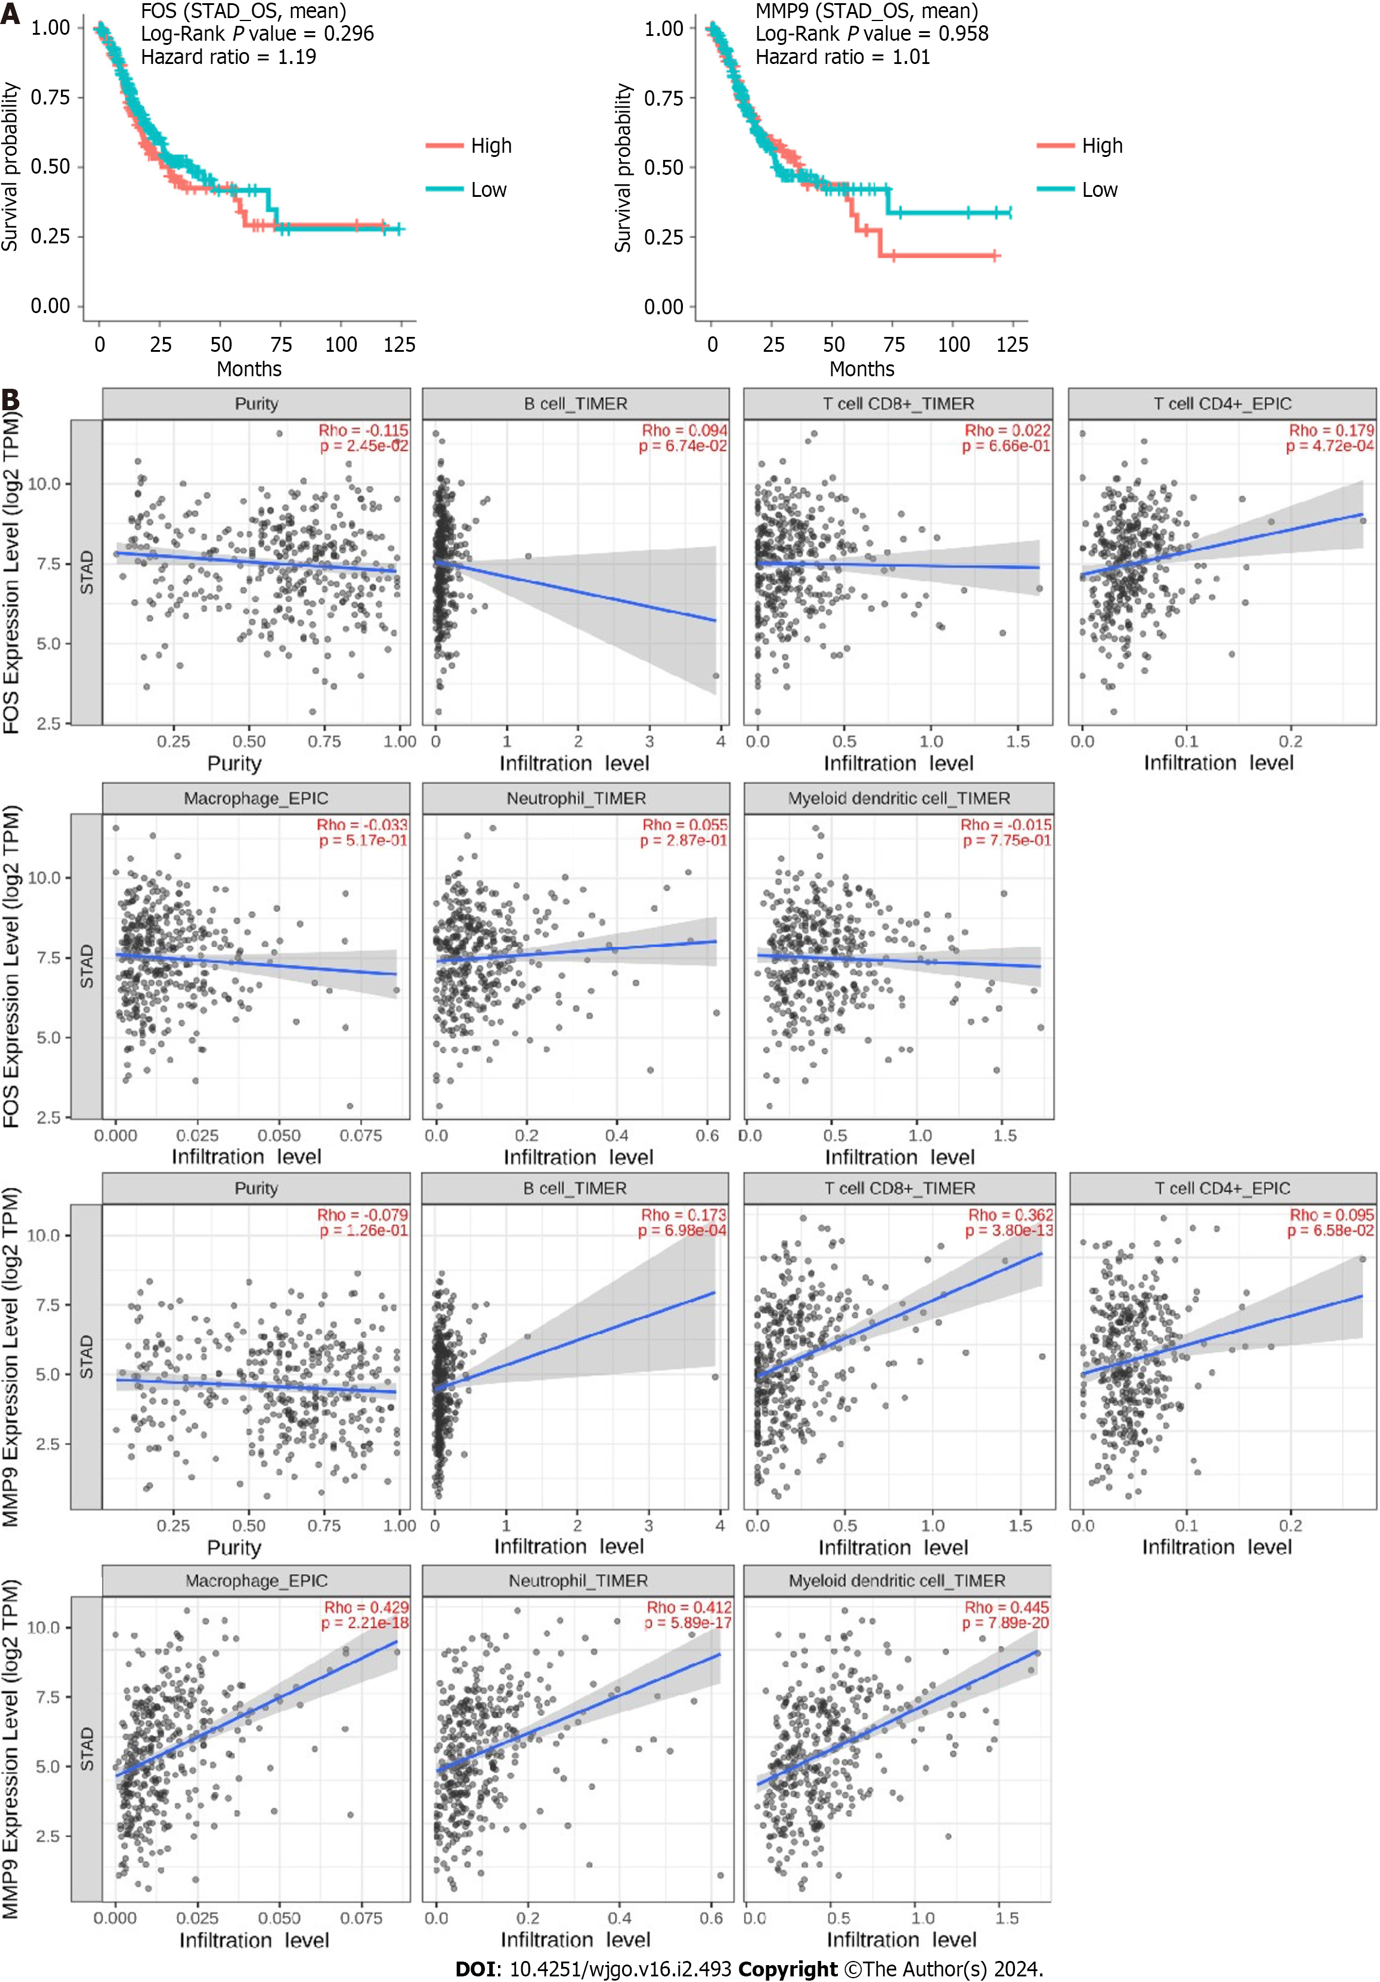 A
FOS (STAD_OS, mean)
Log-Rank P value = 0.296
Hazard ratio = 1.19
Survival probability
1.00
0.75
0.50
0.25
0.00
0 25 50 75 100 125
Months
High
Low
MMP9 (STAD_OS, mean)
Log-Rank P value = 0.958
Hazard ratio = 1.01
Survival probability
1.00
0.75
0.50
0.25
0.00
0 25 50 75 100 125
Months
High
Low
B
FOS Expression Level (log2 TPM)
STAD
10.0
7.5
5.0
2.5
Purity
Rho = -0.115
p = 2.45e-02
0.25 0.50 0.75 1.00
Purity
B cell_TIMER
Rho = 0.094
p = 6.74e-02
0 1 2 3 4
Infiltration level
T cell CD8+_TIMER
Rho = 0.022
p = 6.66e-01
0.0 0.5 1.0 1.5
Infiltration level
T cell CD4+_EPIC
Rho = 0.179
p = 4.72e-04
0.0 0.1 0.2
Infiltration level
FOS Expression Level (log2 TPM)
STAD
10.0
7.5
5.0
2.5
Macrophage_EPIC
Rho = -0.033
p = 5.17e-01
0.000 0.025 0.050 0.075
Infiltration level
Neutrophil_TIMER
Rho = 0.055
p = 2.87e-01
0.0 0.2 0.4 0.6
Infiltration level
Myeloid dendritic cell_TIMER
Rho = -0.015
p = 7.75e-01
0.0 0.5 1.0 1.5
Infiltration level
MMP9 Expression Level (log2 TPM)
STAD
10.0
7.5
5.0
2.5
Purity
Rho = -0.079
p = 1.26e-01
0.25 0.50 0.75 1.00
Purity
B cell_TIMER
Rho = 0.173
p = 6.98e-04
0 1 2 3 4
Infiltration level
T cell CD8+_TIMER
Rho = 0.362
p = 3.80e-13
0.0 0.5 1.0 1.5
Infiltration level
T cell CD4+_EPIC
Rho = 0.095
p = 6.58e-02
0.0 0.1 0.2
Infiltration level
MMP9 Expression Level (log2 TPM)
STAD
10.0
7.5
5.0
2.5
Macrophage_EPIC
Rho = 0.429
p = 2.21e-18
0.000 0.025 0.050 0.075
Infiltration level
Neutrophil_TIMER
Rho = 0.412
p = 5.89e-17
0.0 0.2 0.4 0.6
Infiltration level
Myeloid dendritic cell_TIMER
Rho = 0.445
p = 7.89e-20
0.0 0.5 1.0 1.5
Infiltration level
DOI: 10.4251/wjgo.v16.i2.493 Copyright ©The Author(s) 2024.